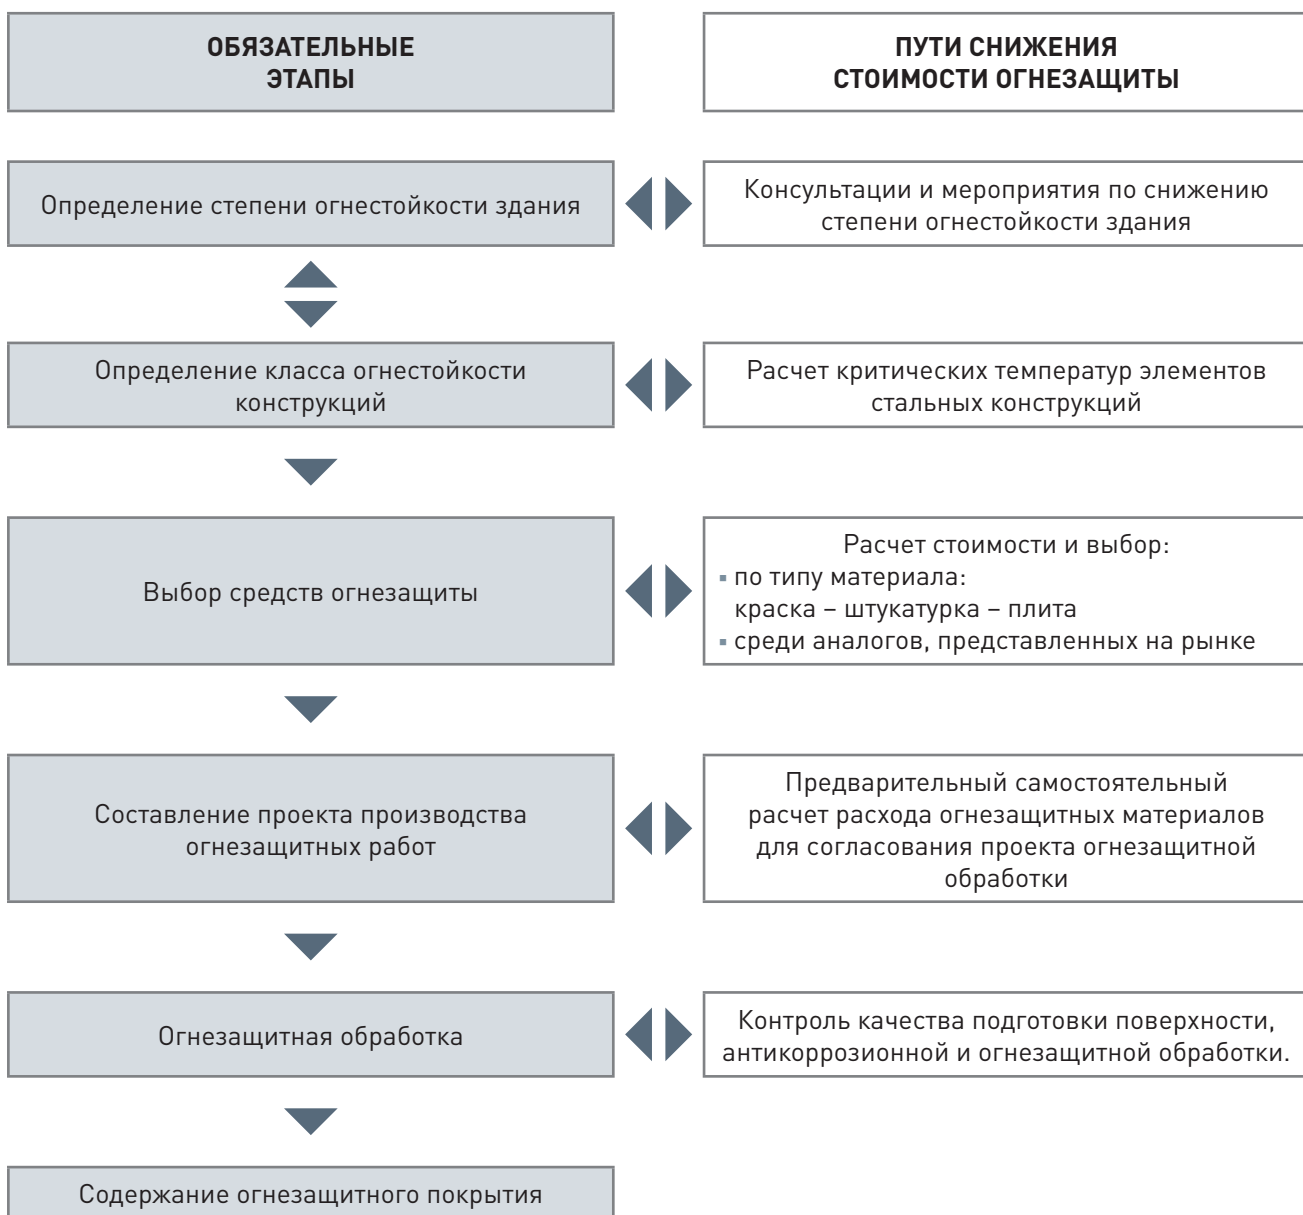 ОБЯЗАТЕЛЬНЫЕ
ЭТАПЫ
ПУТИ СНИЖЕНИЯ
СТОИМОСТИ ОГНЕЗАЩИТЫ
Определение степени огнестойкости здания
Консультации и мероприятия по снижению
степени огнестойкости здания
Определение класса огнестойкости
конструкций
Расчет критических температур элементов
стальных конструкций
Выбор средств огнезащиты
Расчет стоимости и выбор:
▪ по типу материала:
краска – штукатурка – плита
▪ среди аналогов, представленных на рынке
Составление проекта производства
огнезащитных работ
Предварительный самостоятельный
расчет расхода огнезащитных материалов
для согласования проекта огнезащитной
обработки
Огнезащитная обработка
Контроль качества подготовки поверхности,
антикоррозионной и огнезащитной обработки.
Содержание огнезащитного покрытия